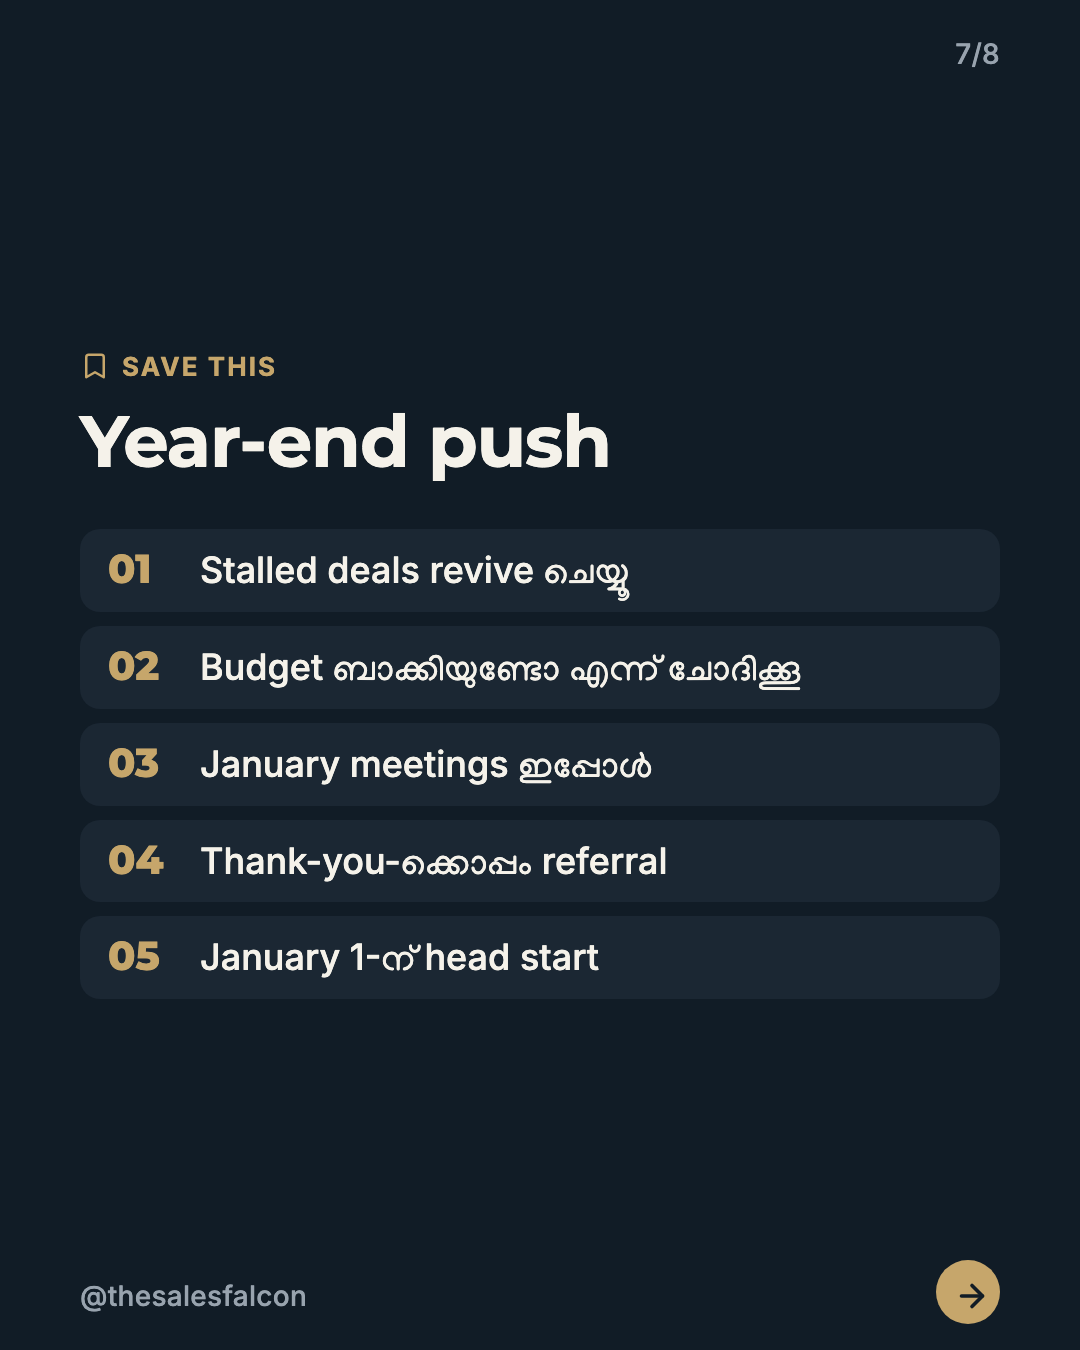 7/8
SAVE THIS
Year-end push
01 Stalled deals revive ചെയ്യൂ
02 Budget ബാക്കിയുണ്ടോ എന്ന് ചോദിക്കൂ
03 January meetings ഇപ്പോൾ
04 Thank-you-ക്കൊപ്പം referral
05 January 1-ന് head start
@thesalesfalcon